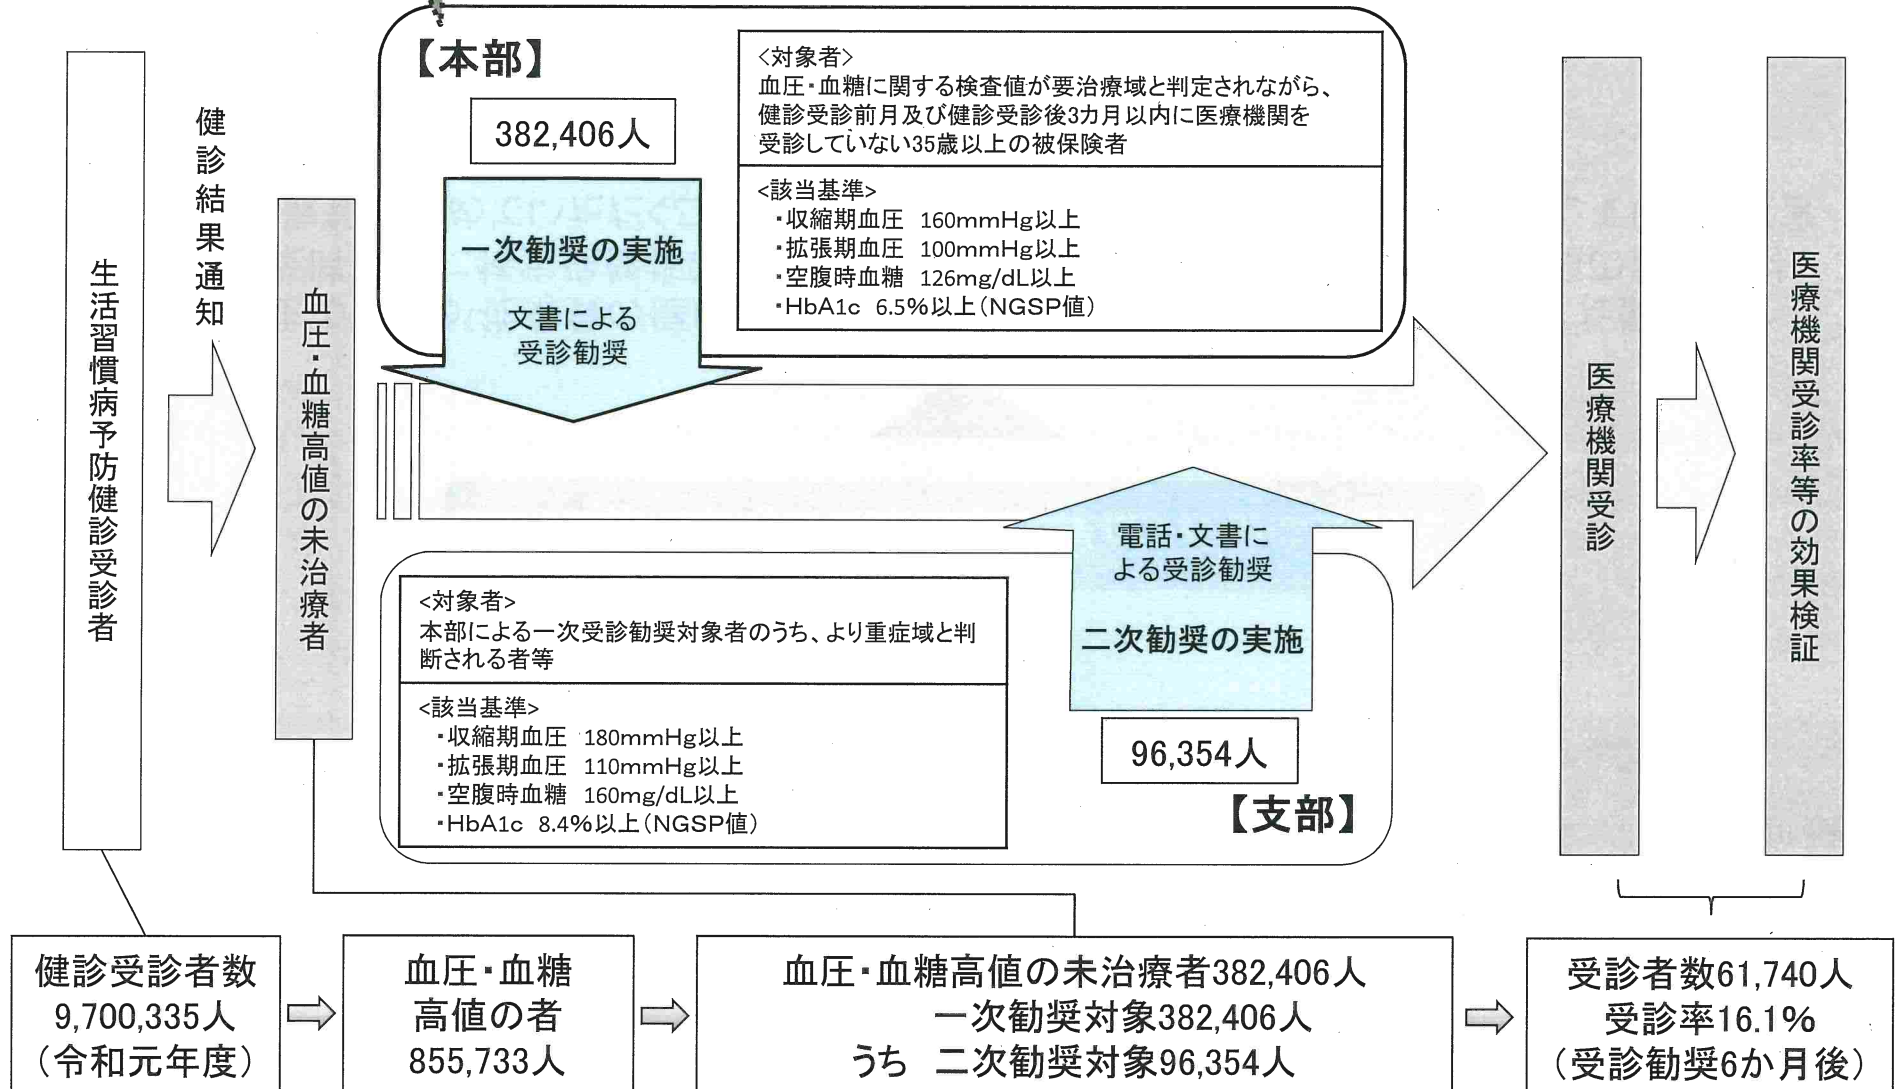 生活習慣病予防健診受診者
健診結果通知
血圧・血糖高値の未治療者
【本部】
382,406人
一次勧奨の実施
文書による
受診勧奨
<対象者>
血圧・血糖に関する検査値が要治療域と判定されながら、
健診受診前月及び健診受診後3カ月以内に医療機関を
受診していない35歳以上の被保険者
<該当基準>
・収縮期血圧 160mmHg以上
・拡張期血圧 100mmHg以上
・空腹時血糖 126mg/dL以上
・HbA1c 6.5%以上(NGSP値)
<対象者>
本部による一次受診勧奨対象者のうち、より重症域と判
断される者等
<該当基準>
・収縮期血圧 180mmHg以上
・拡張期血圧 110mmHg以上
・空腹時血糖 160mg/dL以上
・HbA1c 8.4%以上(NGSP値)
電話・文書に
よる受診勧奨
二次勧奨の実施
96,354人
【支部】
医療機関受診
医療機関受診率等の効果検証
健診受診者数
9,700,335人
(令和元年度)
血圧・血糖
高値の者
855,733人
血圧・血糖高値の未治療者382,406人
一次勧奨対象382,406人
うち 二次勧奨対象96,354人
受診者数61,740人
受診率16.1%
(受診勧奨6か月後)